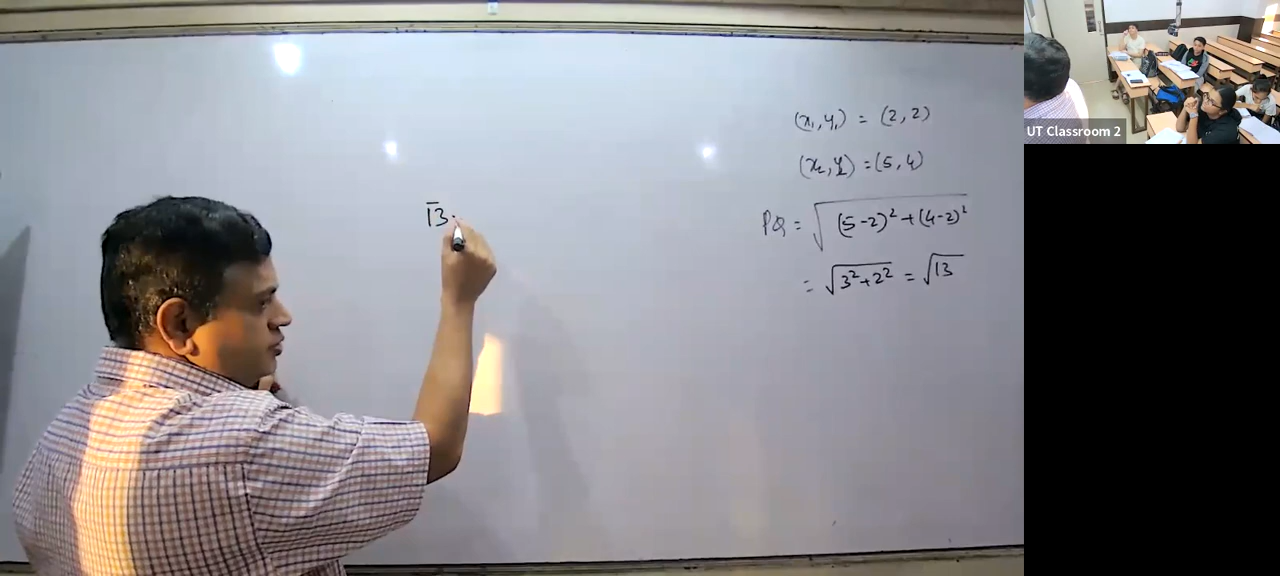 (x₁, y₁) = (2, 2)
(x₂, y₂) = (5, 4)
PQ = √((5-2)² + (4-2)²)
= √(3²+2²) = √13
13.
UT Classroom 2